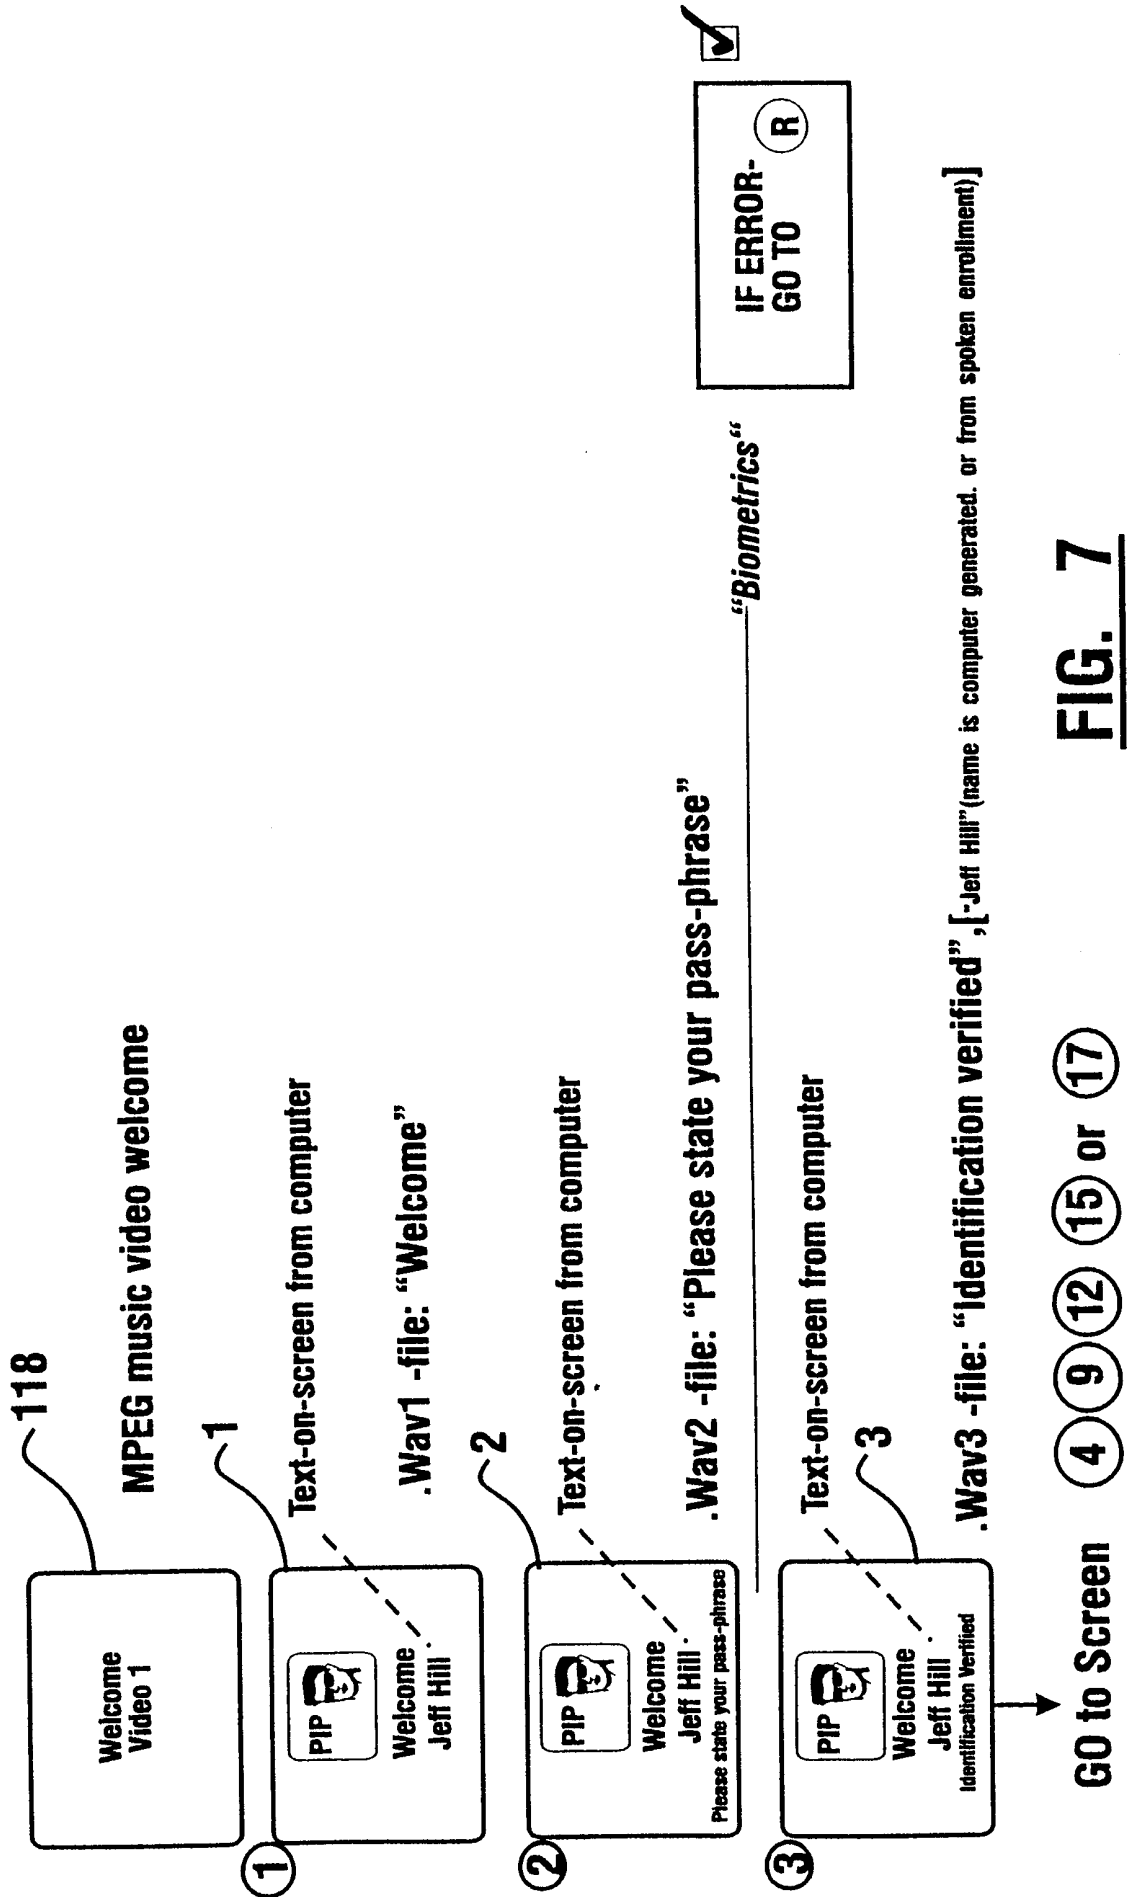 118
Welcome
Video 1
MPEG music video welcome
1
1
PIP
Welcome
Jeff Hill
Text-on-screen from computer
.Wav1 -file: “Welcome”
2
2
PIP
Welcome
Jeff Hill
Please state your pass-phrase
Text-on-screen from computer
.Wav2 -file: “Please state your pass-phrase”
“Biometrics“
IF ERROR-
GO TO R
3
3
PIP
Welcome
Jeff Hill
Identification Verified
Text-on-screen from computer
.Wav3 -file: “Identification verified”,[“Jeff Hill”(name is computer generated. or from spoken enrollment)]
GO to Screen 4 9 12 15 or 17
FIG. 7